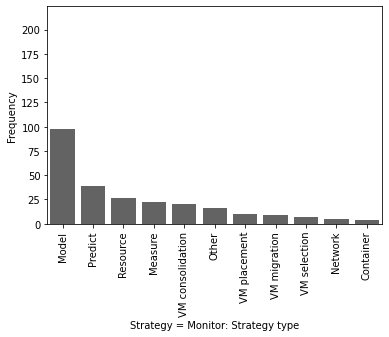 200
175
150
125
100
75
50
25
0
Frequency
Model
Predict
Resource
Measure
VM consolidation
Other
VM placement
VM migration
VM selection
Network
Container
Strategy = Monitor: Strategy type